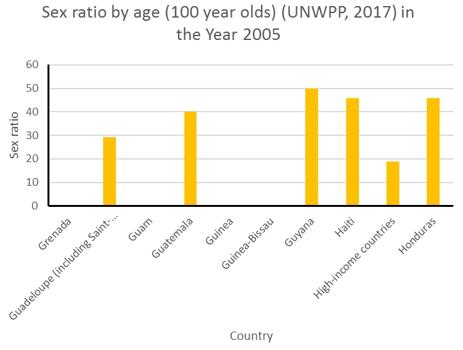 Sex ratio by age (100 year olds) (UNWPP, 2017) in
the Year 2005
60
50
40
30
20
10
0
Sex ratio
Grenada
Guadeloupe (including Saint-...
Guam
Guatemala
Guinea
Guinea-Bissau
Guyana
Haiti
High-income countries
Honduras
Country